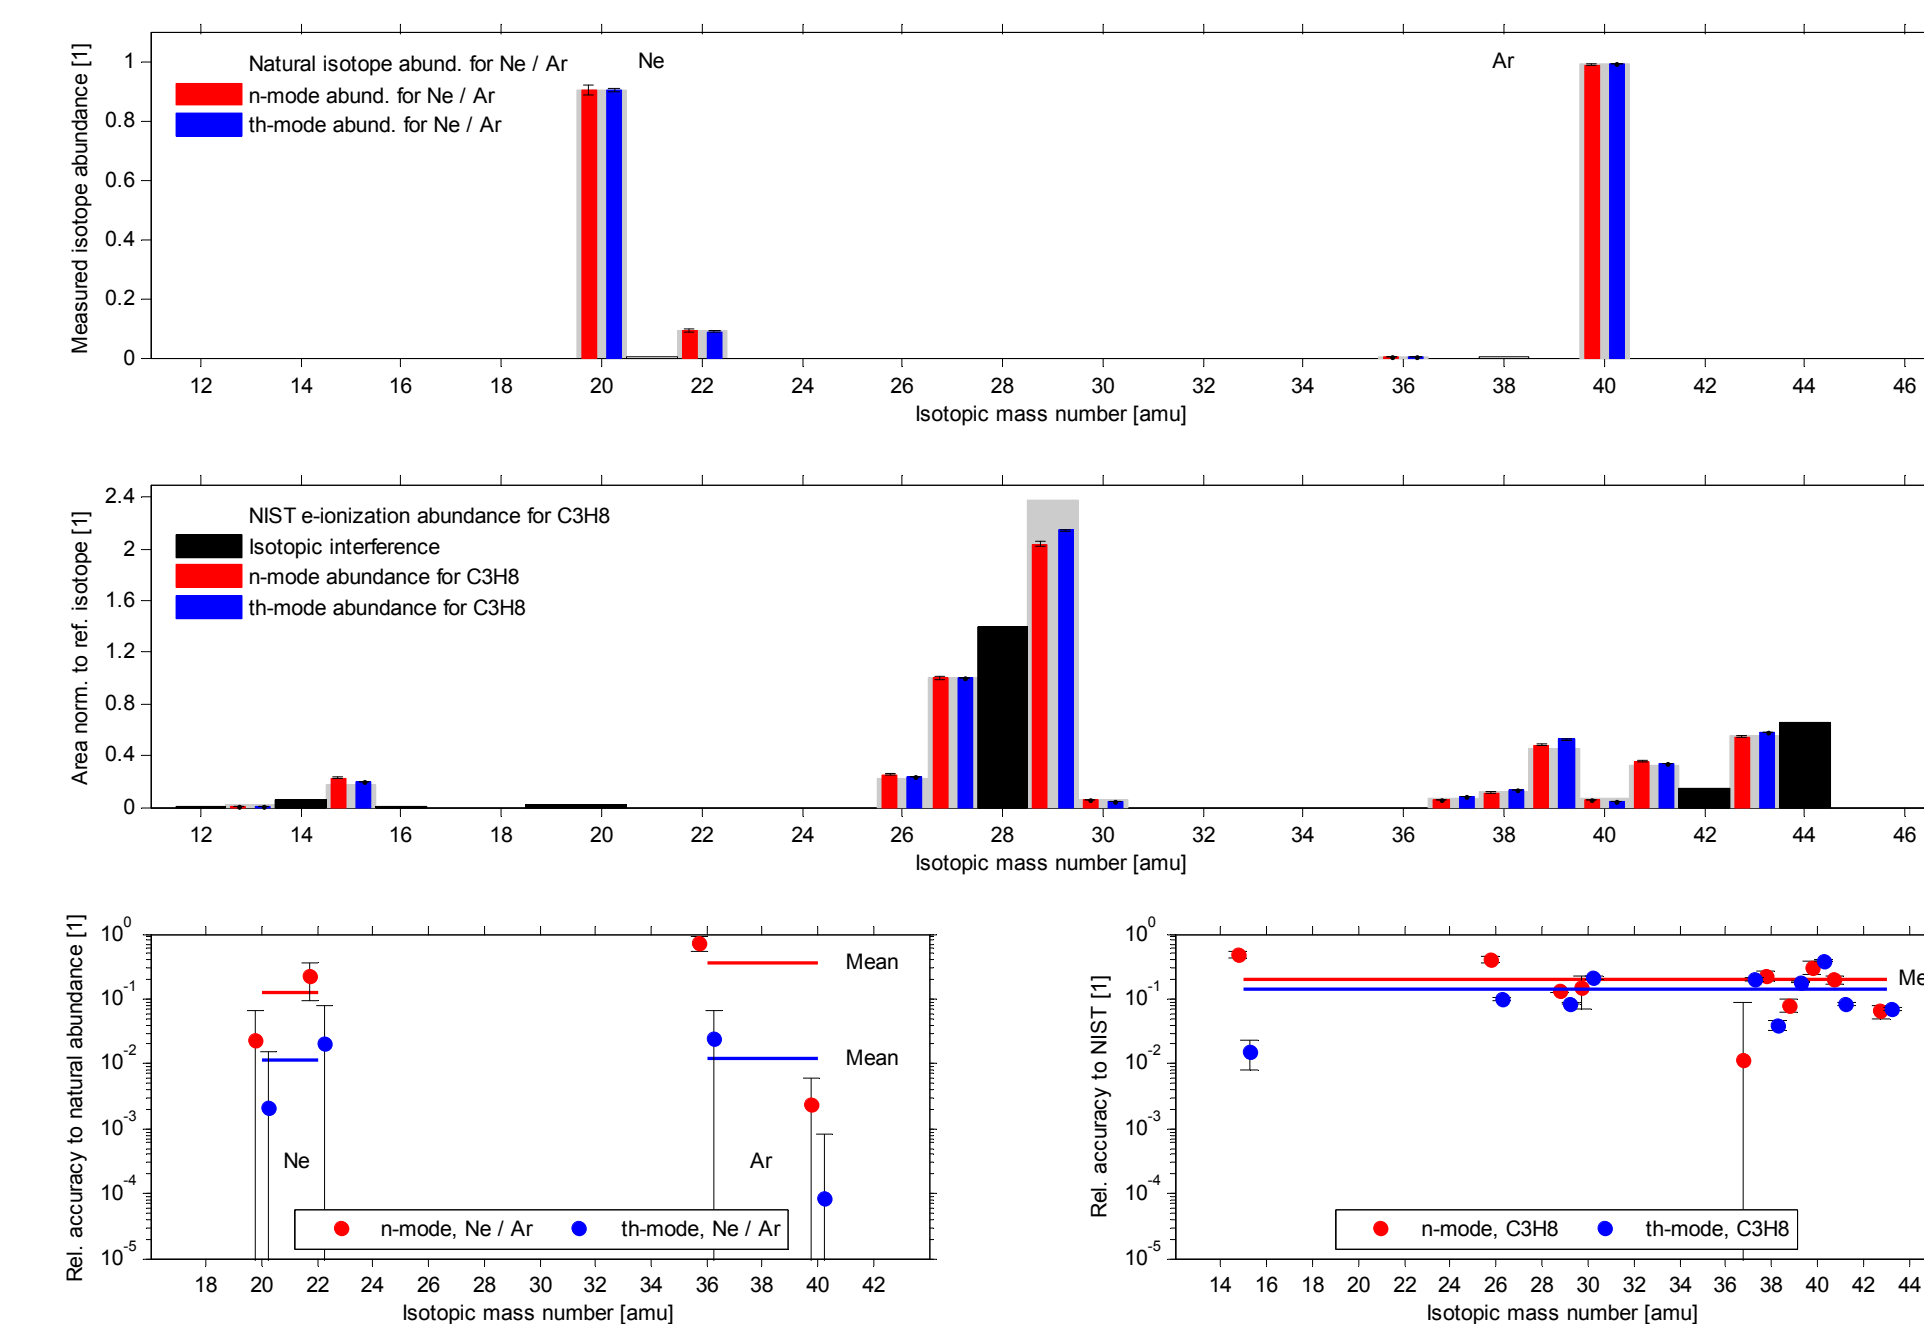 Measured isotope abundance [1]
1
0.8
0.6
0.4
0.2
0
Natural isotope abund. for Ne / Ar
n-mode abund. for Ne / Ar
th-mode abund. for Ne / Ar
Ne
Ar
12 14 16 18 20 22 24 26 28 30 32 34 36 38 40 42 44 46
Isotopic mass number [amu]
Area norm. to ref. isotope [1]
2.4
2
1.6
1.2
0.8
0.4
0
NIST e-ionization abundance for C3H8
Isotopic interference
n-mode abundance for C3H8
th-mode abundance for C3H8
12 14 16 18 20 22 24 26 28 30 32 34 36 38 40 42 44 46
Isotopic mass number [amu]
Rel. accuracy to natural abundance [1]
10^0
10^-1
10^-2
10^-3
10^-4
10^-5
Mean
Mean
Ne
Ar
n-mode, Ne / Ar th-mode, Ne / Ar
18 20 22 24 26 28 30 32 34 36 38 40 42
Isotopic mass number [amu]
Rel. accuracy to NIST [1]
10^0
10^-1
10^-2
10^-3
10^-4
10^-5
Me
n-mode, C3H8 th-mode, C3H8
14 16 18 20 22 24 26 28 30 32 34 36 38 40 42 44
Isotopic mass number [amu]